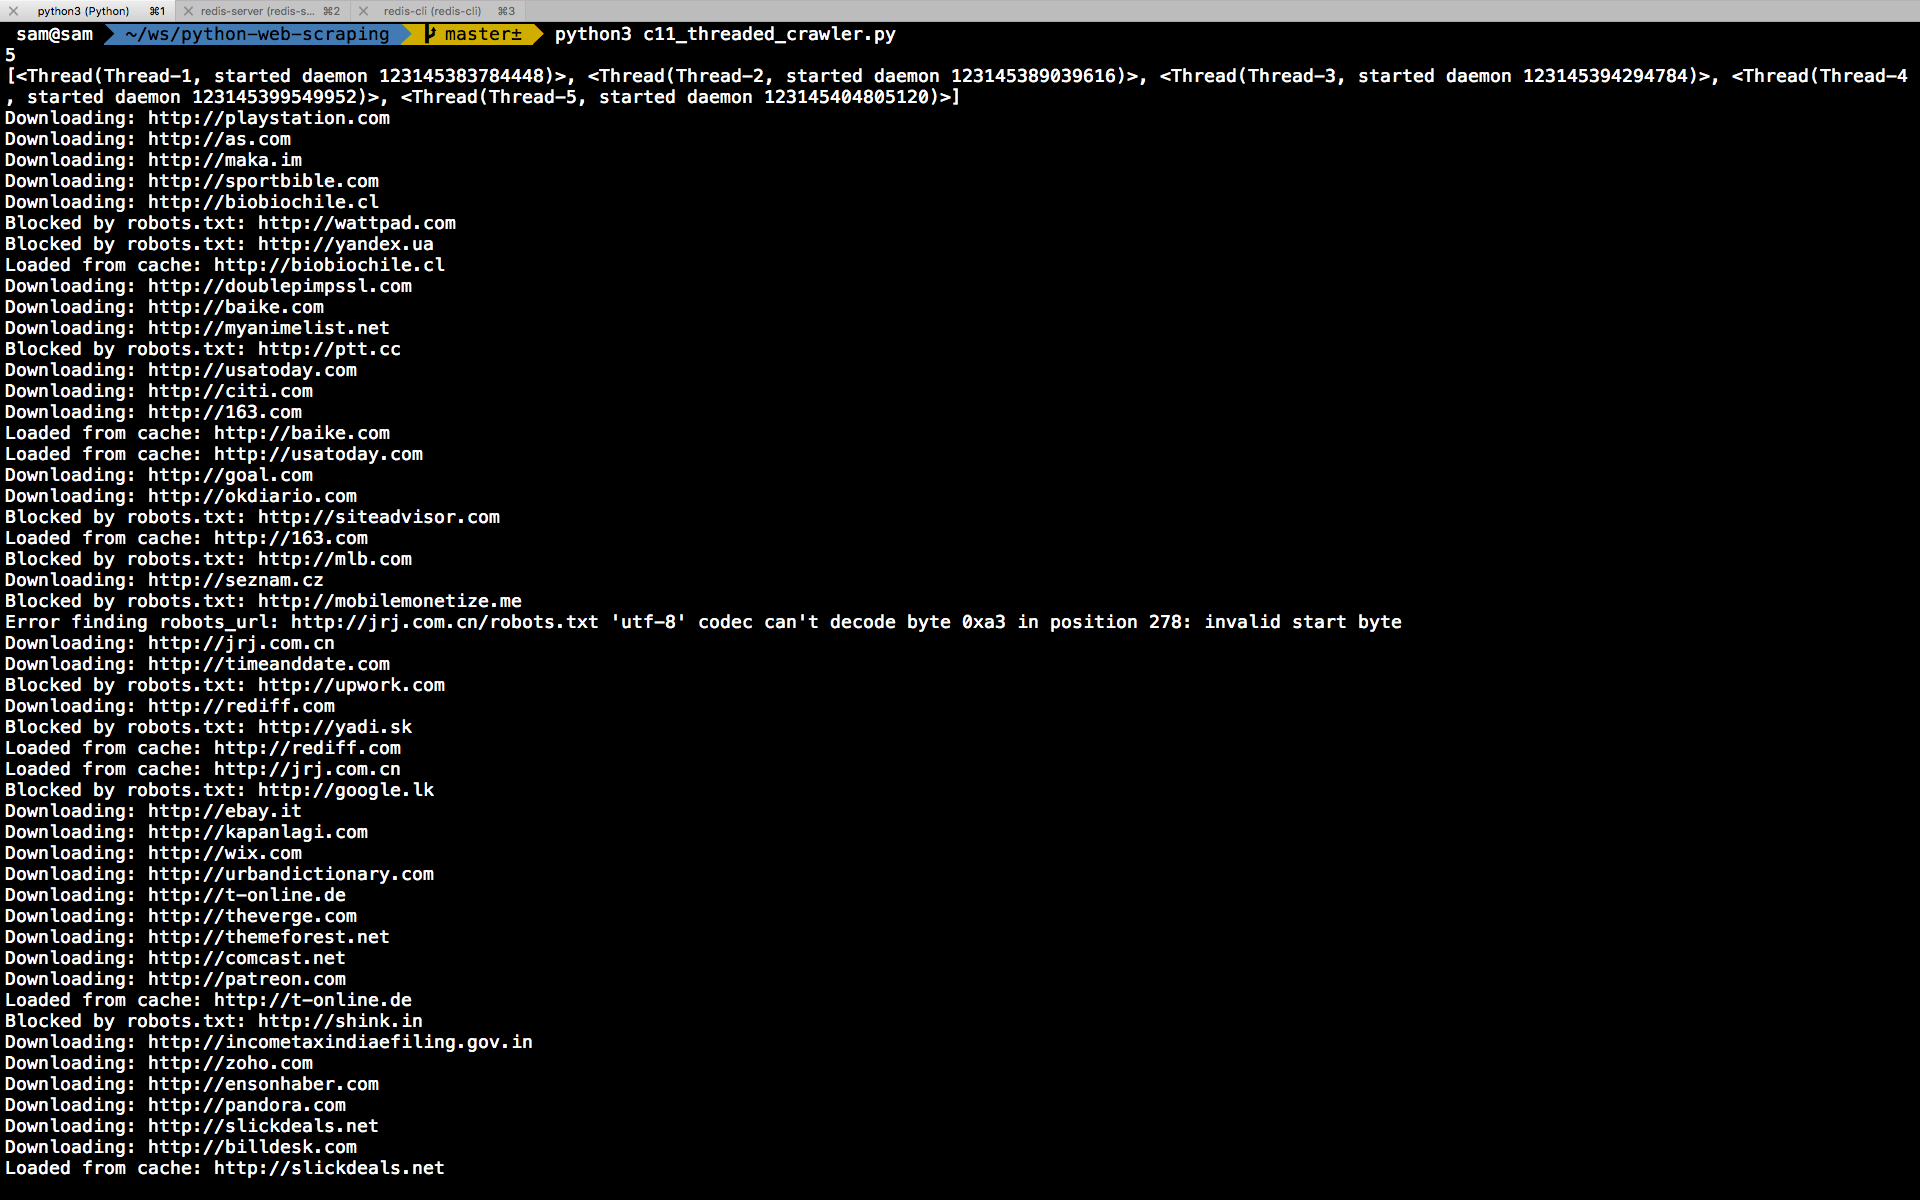 python3 (Python) ⌘1 redis-server (redis-s... ⌘2 redis-cli (redis-cli) ⌘3
sam@sam ~/ws/python-web-scraping master± python3 c11_threaded_crawler.py
5
[<Thread(Thread-1, started daemon 123145383784448)>, <Thread(Thread-2, started daemon 123145389039616)>, <Thread(Thread-3, started daemon 123145394294784)>, <Thread(Thread-4
, started daemon 123145399549952)>, <Thread(Thread-5, started daemon 123145404805120)>]
Downloading: http://playstation.com
Downloading: http://as.com
Downloading: http://maka.im
Downloading: http://sportbible.com
Downloading: http://biobiochile.cl
Blocked by robots.txt: http://wattpad.com
Blocked by robots.txt: http://yandex.ua
Loaded from cache: http://biobiochile.cl
Downloading: http://doublepimpssl.com
Downloading: http://baike.com
Downloading: http://myanimelist.net
Blocked by robots.txt: http://ptt.cc
Downloading: http://usatoday.com
Downloading: http://citi.com
Downloading: http://163.com
Loaded from cache: http://baike.com
Loaded from cache: http://usatoday.com
Downloading: http://goal.com
Downloading: http://okdiario.com
Blocked by robots.txt: http://siteadvisor.com
Loaded from cache: http://163.com
Blocked by robots.txt: http://mlb.com
Downloading: http://seznam.cz
Blocked by robots.txt: http://mobilemonetize.me
Error finding robots_url: http://jrj.com.cn/robots.txt 'utf-8' codec can't decode byte 0xa3 in position 278: invalid start byte
Downloading: http://jrj.com.cn
Downloading: http://timeanddate.com
Blocked by robots.txt: http://upwork.com
Downloading: http://rediff.com
Blocked by robots.txt: http://yadi.sk
Loaded from cache: http://rediff.com
Loaded from cache: http://jrj.com.cn
Blocked by robots.txt: http://google.lk
Downloading: http://ebay.it
Downloading: http://kapanlagi.com
Downloading: http://wix.com
Downloading: http://urbandictionary.com
Downloading: http://t-online.de
Downloading: http://theverge.com
Downloading: http://themeforest.net
Downloading: http://comcast.net
Downloading: http://patreon.com
Loaded from cache: http://t-online.de
Blocked by robots.txt: http://shink.in
Downloading: http://incometaxindiaefiling.gov.in
Downloading: http://zoho.com
Downloading: http://ensonhaber.com
Downloading: http://pandora.com
Downloading: http://slickdeals.net
Downloading: http://billdesk.com
Loaded from cache: http://slickdeals.net